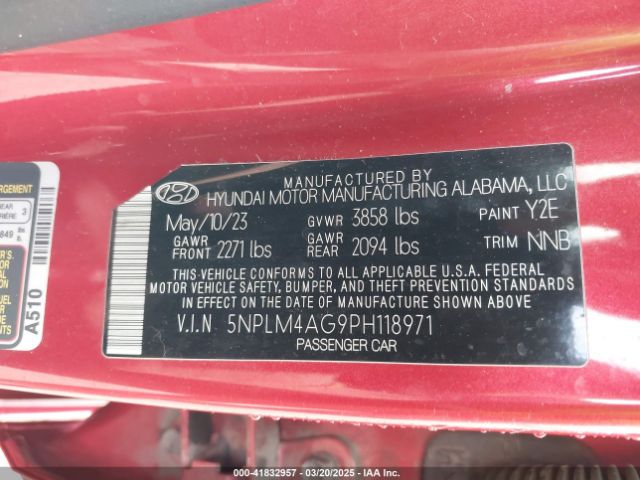 MANUFACTURED BY
HYUNDAI MOTOR MANUFACTURING ALABAMA, LLC
May/10/23 GVWR 3858 lbs PAINT Y2E
GAWR FRONT 2271 lbs GAWR REAR 2094 lbs TRIM NNB
THIS VEHICLE CONFORMS TO ALL APPLICABLE U.S.A. FEDERAL
MOTOR VEHICLE SAFETY, BUMPER, AND THEFT PREVENTION STANDARDS
IN EFFECT ON THE DATE OF MANUFACTURE SHOWN ABOVE
V.I.N 5NPLM4AG9PH118971
PASSENGER CAR
A510
000-41832957 | 03/20/2025 | IAA Inc.